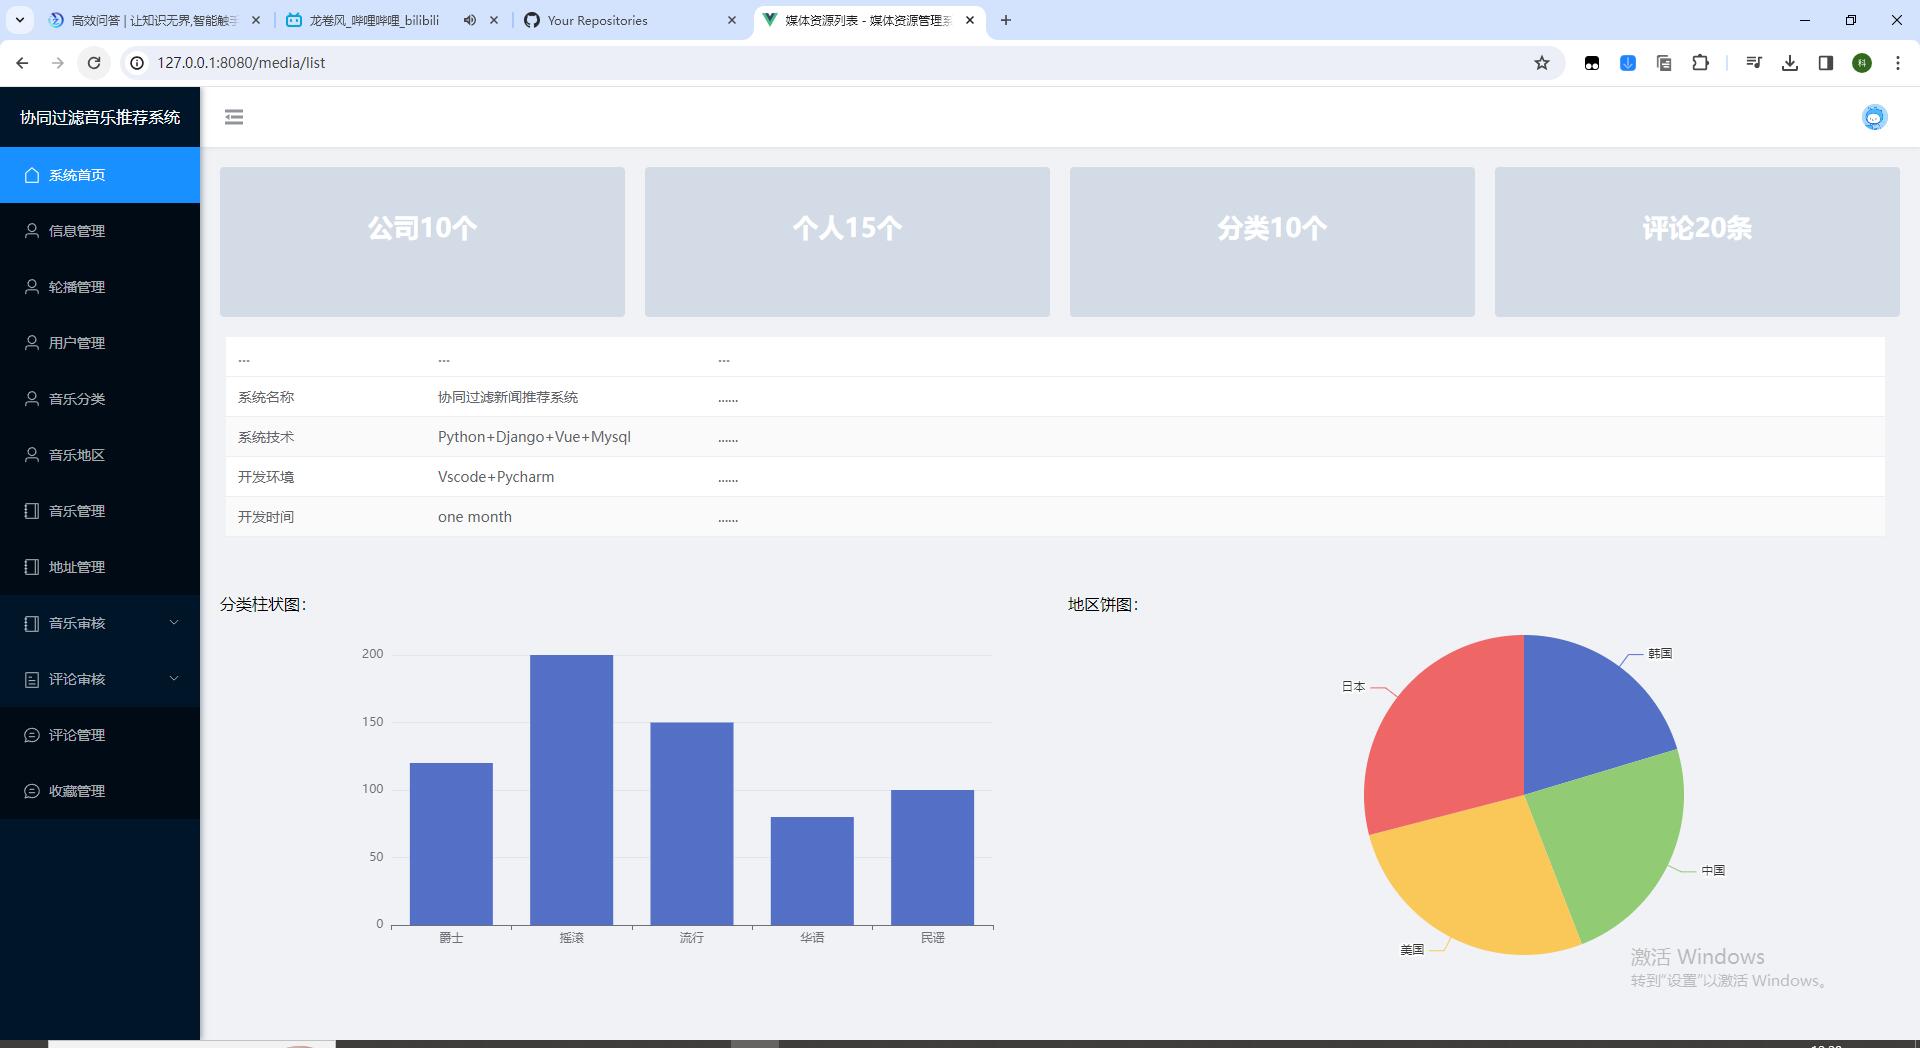 高效问答 | 让知识无界,智能触手
龙卷风_哔哩哔哩_bilibili
Your Repositories
媒体资源列表 - 媒体资源管理系
127.0.0.1:8080/media/list
科
协同过滤音乐推荐系统
系统首页
信息管理
轮播管理
用户管理
音乐分类
音乐地区
音乐管理
地址管理
音乐审核
评论审核
评论管理
收藏管理
公司10个
个人15个
分类10个
评论20条
... ... ...
系统名称 协同过滤新闻推荐系统 ......
系统技术 Python+Django+Vue+Mysql ......
开发环境 Vscode+Pycharm ......
开发时间 one month ......
分类柱状图：
200
150
100
50
0
爵士 摇滚 流行 华语 民谣
地区饼图：
韩国
日本
中国
美国
激活 Windows
转到“设置”以激活 Windows。